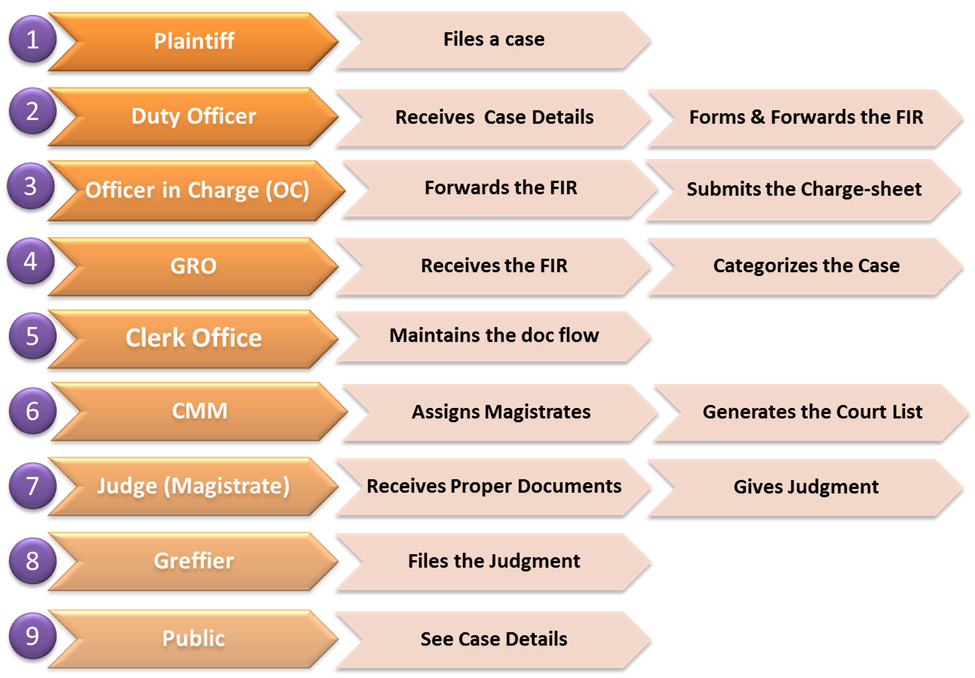 1 Plaintiff Files a case
2 Duty Officer Receives Case Details Forms & Forwards the FIR
3 Officer in Charge (OC) Forwards the FIR Submits the Charge-sheet
4 GRO Receives the FIR Categorizes the Case
5 Clerk Office Maintains the doc flow
6 CMM Assigns Magistrates Generates the Court List
7 Judge (Magistrate) Receives Proper Documents Gives Judgment
8 Greffier Files the Judgment
9 Public See Case Details